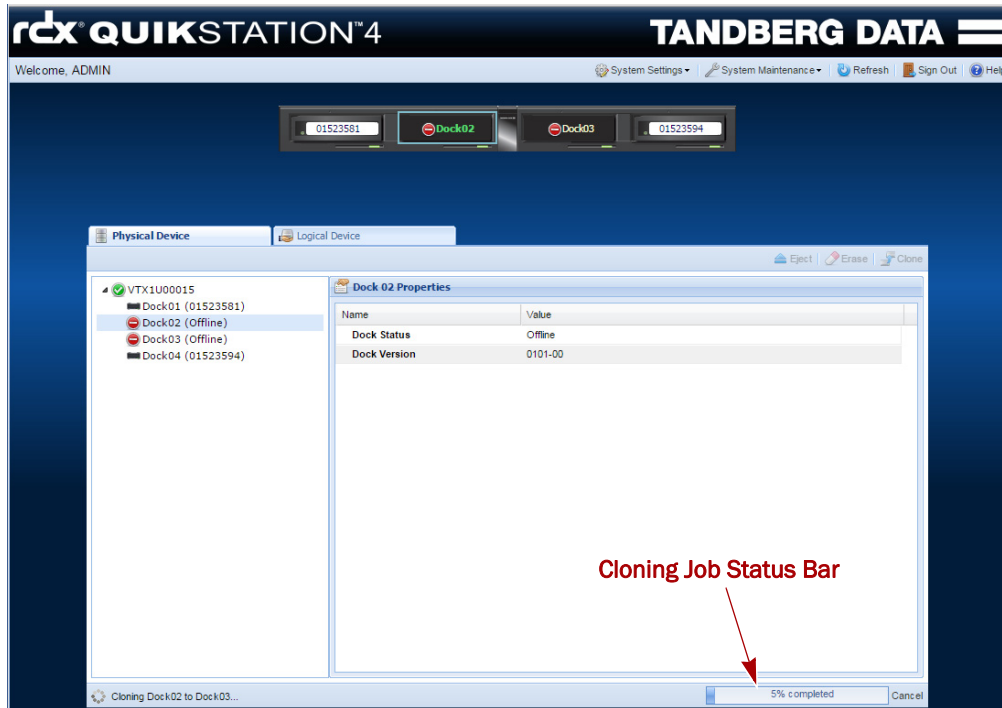 rdx® QUIKSTATION™4
TANDBERG DATA
Welcome, ADMIN
System Settings
System Maintenance
Refresh
Sign Out
Help
01523581
Dock02
Dock03
01523594
Physical Device
Logical Device
Eject
Erase
Clone
VTX1U00015
Dock01 (01523581)
Dock02 (Offline)
Dock03 (Offline)
Dock04 (01523594)
Dock 02 Properties
Name Value
Dock Status Offline
Dock Version 0101-00
Cloning Job Status Bar
Cloning Dock02 to Dock03...
5% completed
Cancel